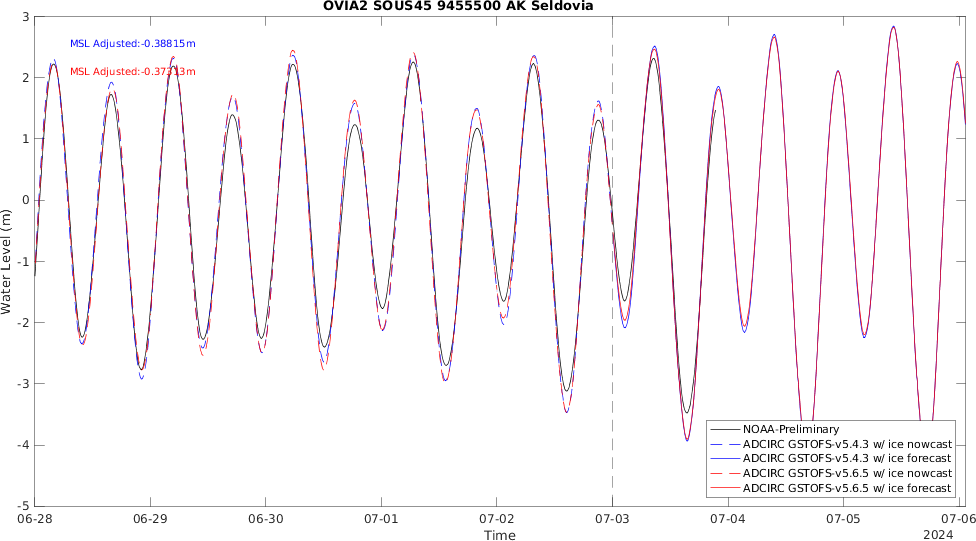 OVIA2 SOUS45 9455500 AK Seldovia
MSL Adjusted:-0.38815m
MSL Adjusted:-0.37313m
Water Level (m)
3
2
1
0
-1
-2
-3
-4
-5
NOAA-Preliminary
ADCIRC GSTOFS-v5.4.3 w/ ice nowcast
ADCIRC GSTOFS-v5.4.3 w/ ice forecast
ADCIRC GSTOFS-v5.6.5 w/ ice nowcast
ADCIRC GSTOFS-v5.6.5 w/ ice forecast
06-28 06-29 06-30 07-01 07-02 07-03 07-04 07-05 07-06
Time
2024